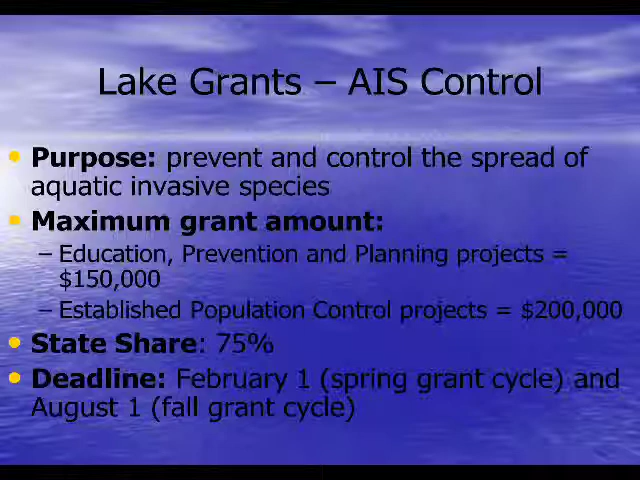 Lake Grants – AIS Control
Purpose: prevent and control the spread of
aquatic invasive species
Maximum grant amount:
– Education, Prevention and Planning projects =
$150,000
– Established Population Control projects = $200,000
State Share: 75%
Deadline: February 1 (spring grant cycle) and
August 1 (fall grant cycle)